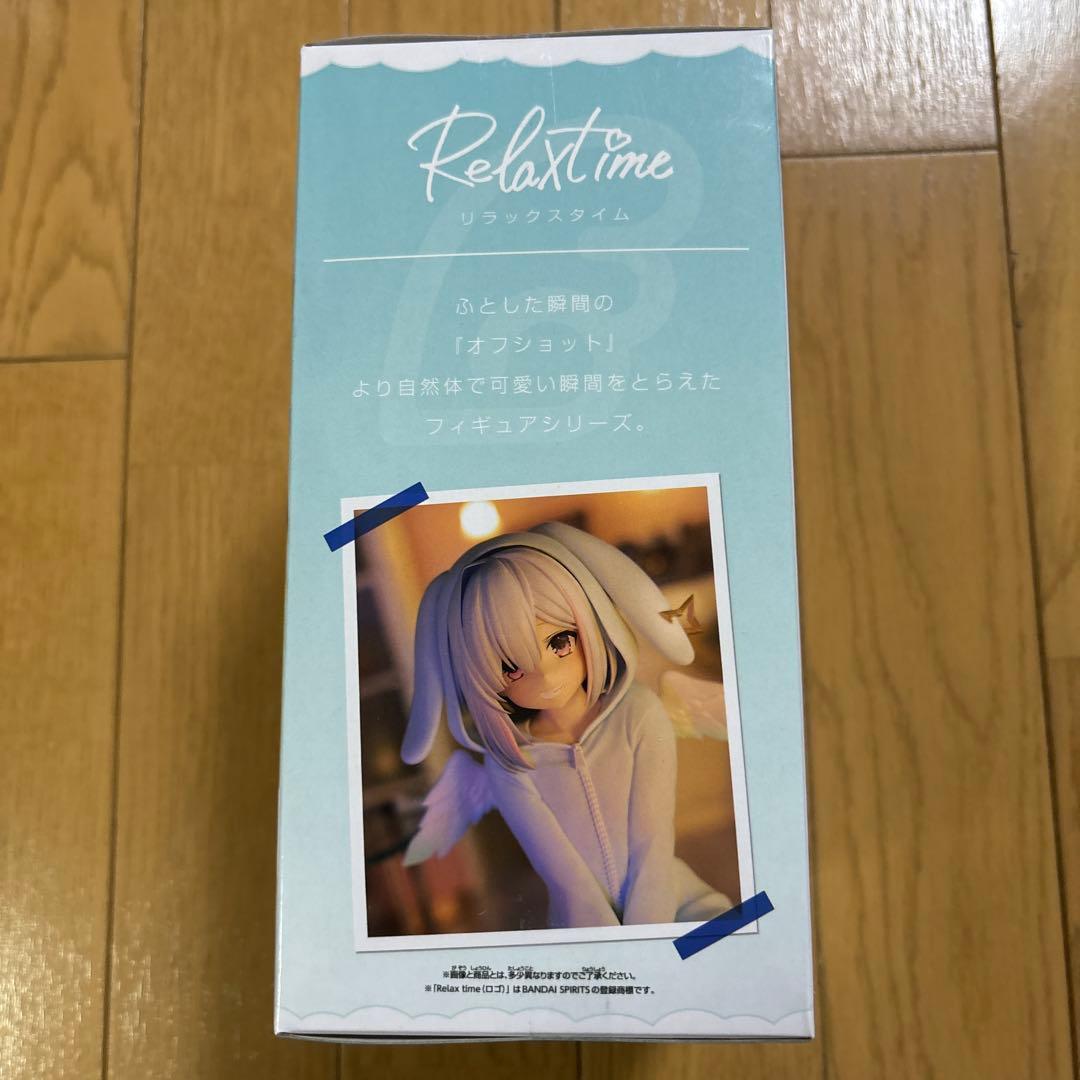 Relaxtime
リラックスタイム
ふとした瞬間の
『オフショット』
より自然体で可愛い瞬間をとらえた
フィギュアシリーズ。
※画像と商品とは、多少異なりますのでご了承ください。
※「Relax time(ロゴ)」はBANDAI SPIRITSの登録商標です。